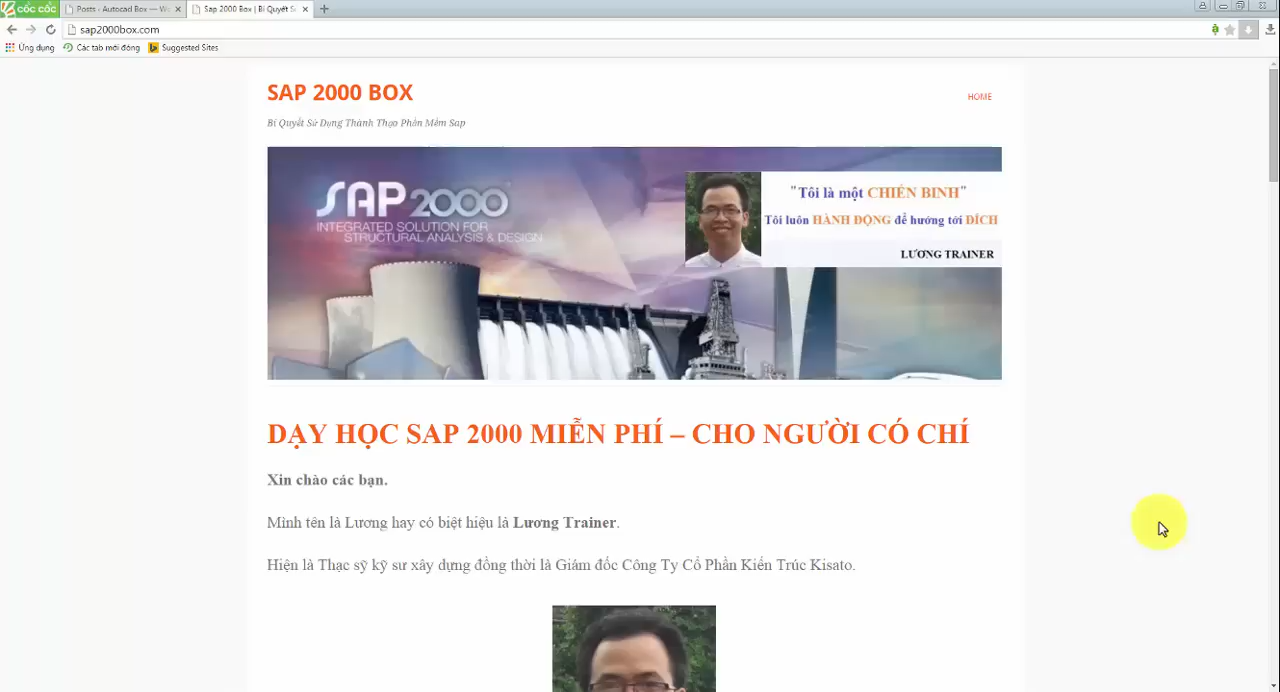 cốc cốc
Posts ‹ Autocad Box — W
Sap 2000 Box | Bí Quyết S
sap2000box.com
Ứng dụng
Các tab mới đóng
Suggested Sites
SAP 2000 BOX
HOME
Bí Quyết Sử Dụng Thành Thạo Phần Mềm Sap
SAP2000
INTEGRATED SOLUTION FOR
STRUCTURAL ANALYSIS & DESIGN
"Tôi là một CHIẾN BINH"
Tôi luôn HÀNH ĐỘNG để hướng tới ĐÍCH
LƯƠNG TRAINER
DẠY HỌC SAP 2000 MIỄN PHÍ – CHO NGƯỜI CÓ CHÍ
Xin chào các bạn.
Mình tên là Lương hay có biệt hiệu là Lương Trainer.
Hiện là Thạc sỹ kỹ sư xây dựng đồng thời là Giám đốc Công Ty Cổ Phần Kiến Trúc Kisato.